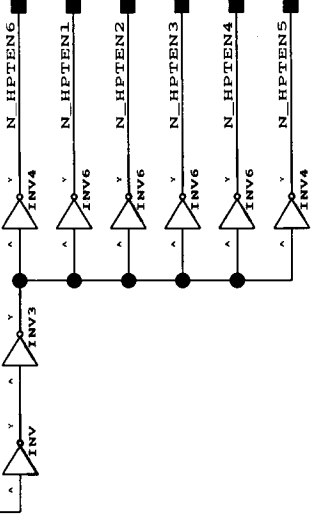 N_HPTEN6
N_HPTEN1
N_HPTEN2
N_HPTEN3
N_HPTEN4
N_HPTEN5
Y
INV4
A
Y
INV6
A
Y
INV6
A
Y
INV6
A
Y
INV6
A
Y
INV4
A
Y
INV3
A
Y
INV
A